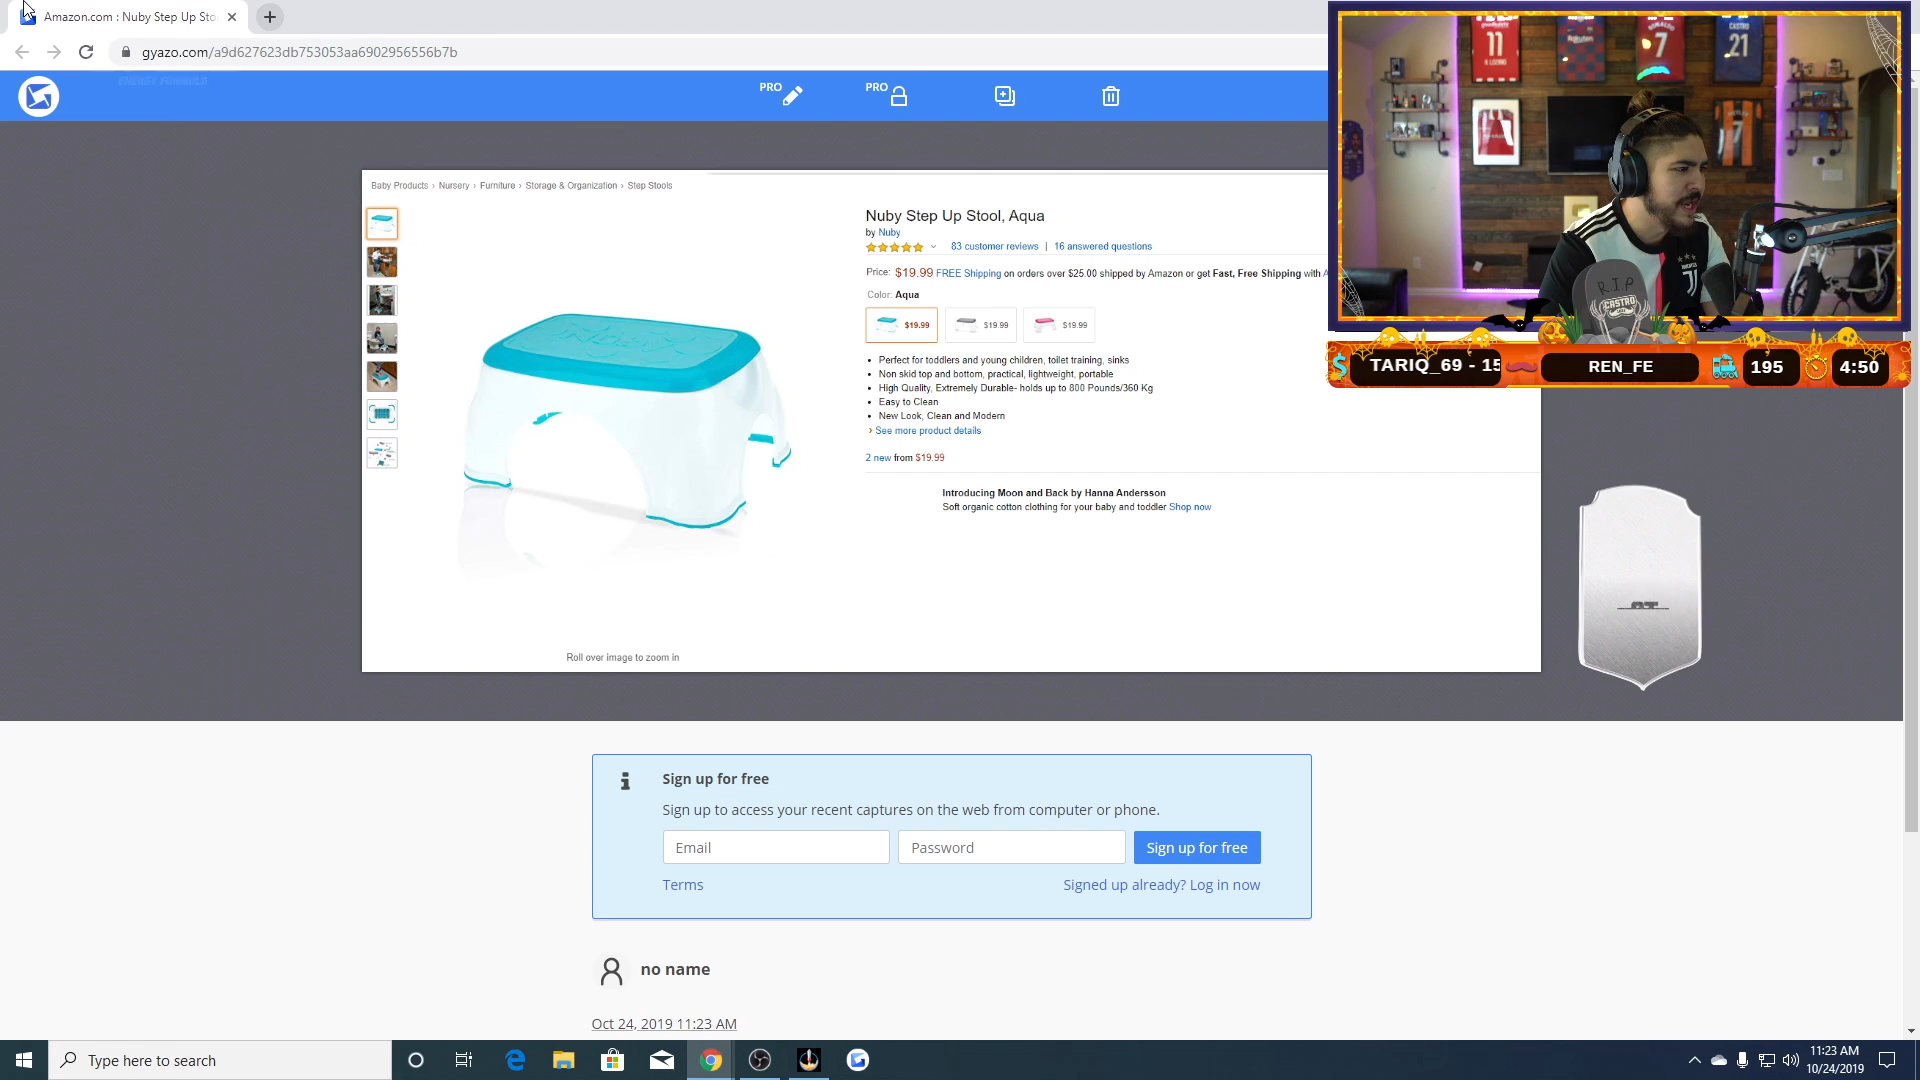 Amazon.com : Nuby Step Up Sto
gyazo.com/a9d627623db753053aa6902956556b7b
PRO
PRO
Baby Products › Nursery › Furniture › Storage & Organization › Step Stools
Nuby Step Up Stool, Aqua
by Nuby
83 customer reviews | 16 answered questions
Price: $19.99 FREE Shipping on orders over $25.00 shipped by Amazon or get Fast, Free Shipping with A
Color: Aqua
$19.99 $19.99 $19.99
• Perfect for toddlers and young children, toilet training, sinks
• Non skid top and bottom, practical, lightweight, portable
• High Quality, Extremely Durable- holds up to 800 Pounds/360 Kg
• Easy to Clean
• New Look, Clean and Modern
› See more product details
2 new from $19.99
Introducing Moon and Back by Hanna Andersson
Soft organic cotton clothing for your baby and toddler Shop now
Roll over image to zoom in
11
7
CASTRO
21
7
R.I.P
CASTRO
TARIQ_69 - 15
REN_FE
195
4:50
Sign up for free
Sign up to access your recent captures on the web from computer or phone.
Email
Password
Sign up for free
Terms
Signed up already? Log in now
no name
Oct 24, 2019 11:23 AM
Type here to search
11:23 AM
10/24/2019